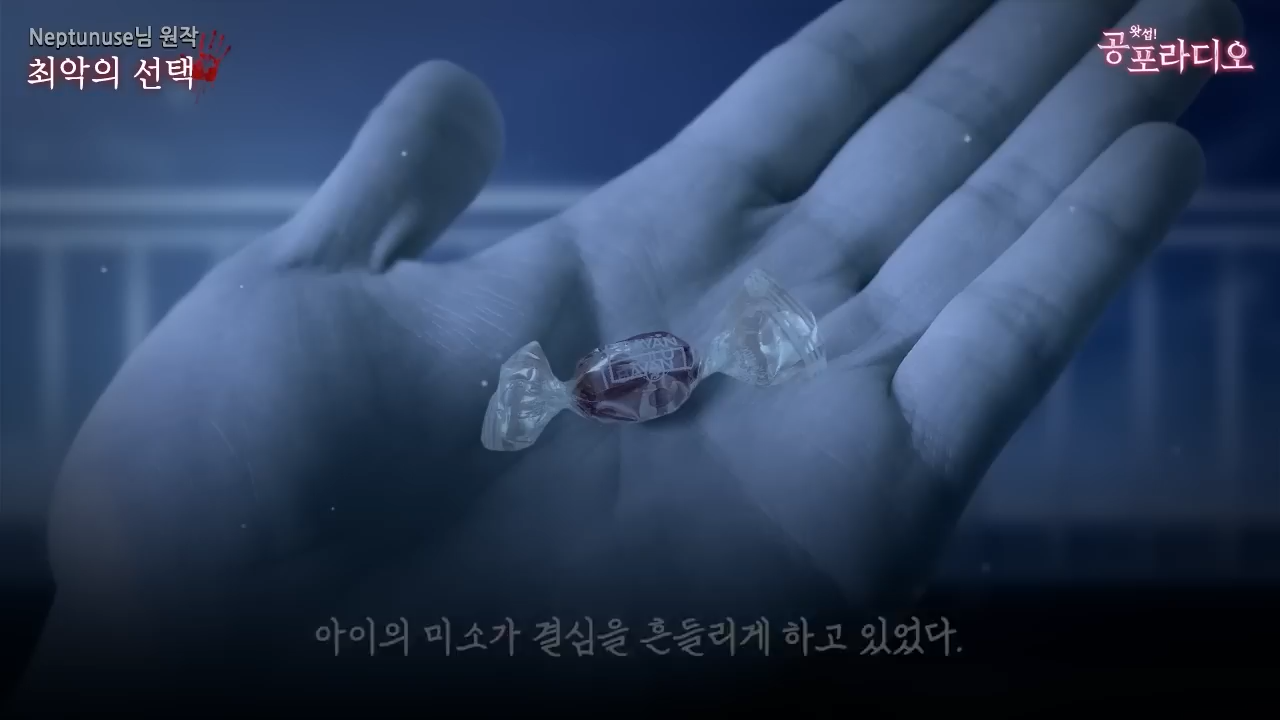 Neptunuse님 원작
최악의 선택
왓섭!
공포라디오
아이의 미소가 결심을 흔들리게 하고 있었다.